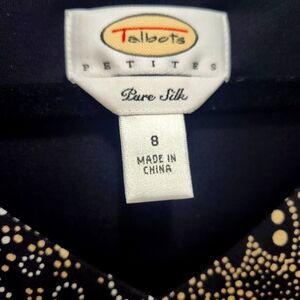 Talbots
PETITES
Pure Silk
8
MADE IN
CHINA